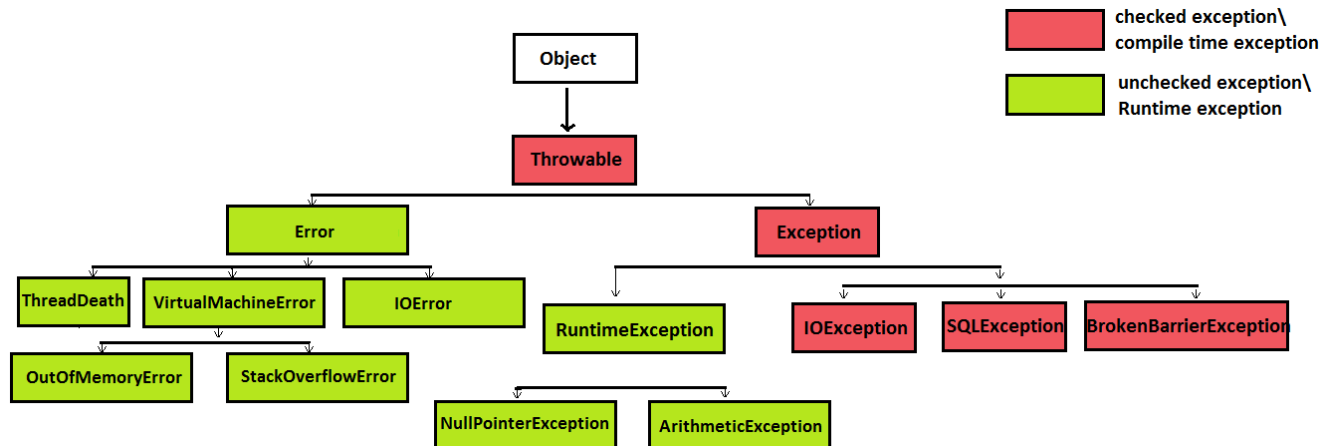 checked exception\
compile time exception
Object
unchecked exception\
Runtime exception
Throwable
Error
Exception
ThreadDeath
VirtualMachineError
IOError
RuntimeException
IOException
SQLException
BrokenBarrierException
OutOfMemoryError
StackOverflowError
NullPointerException
ArithmeticException